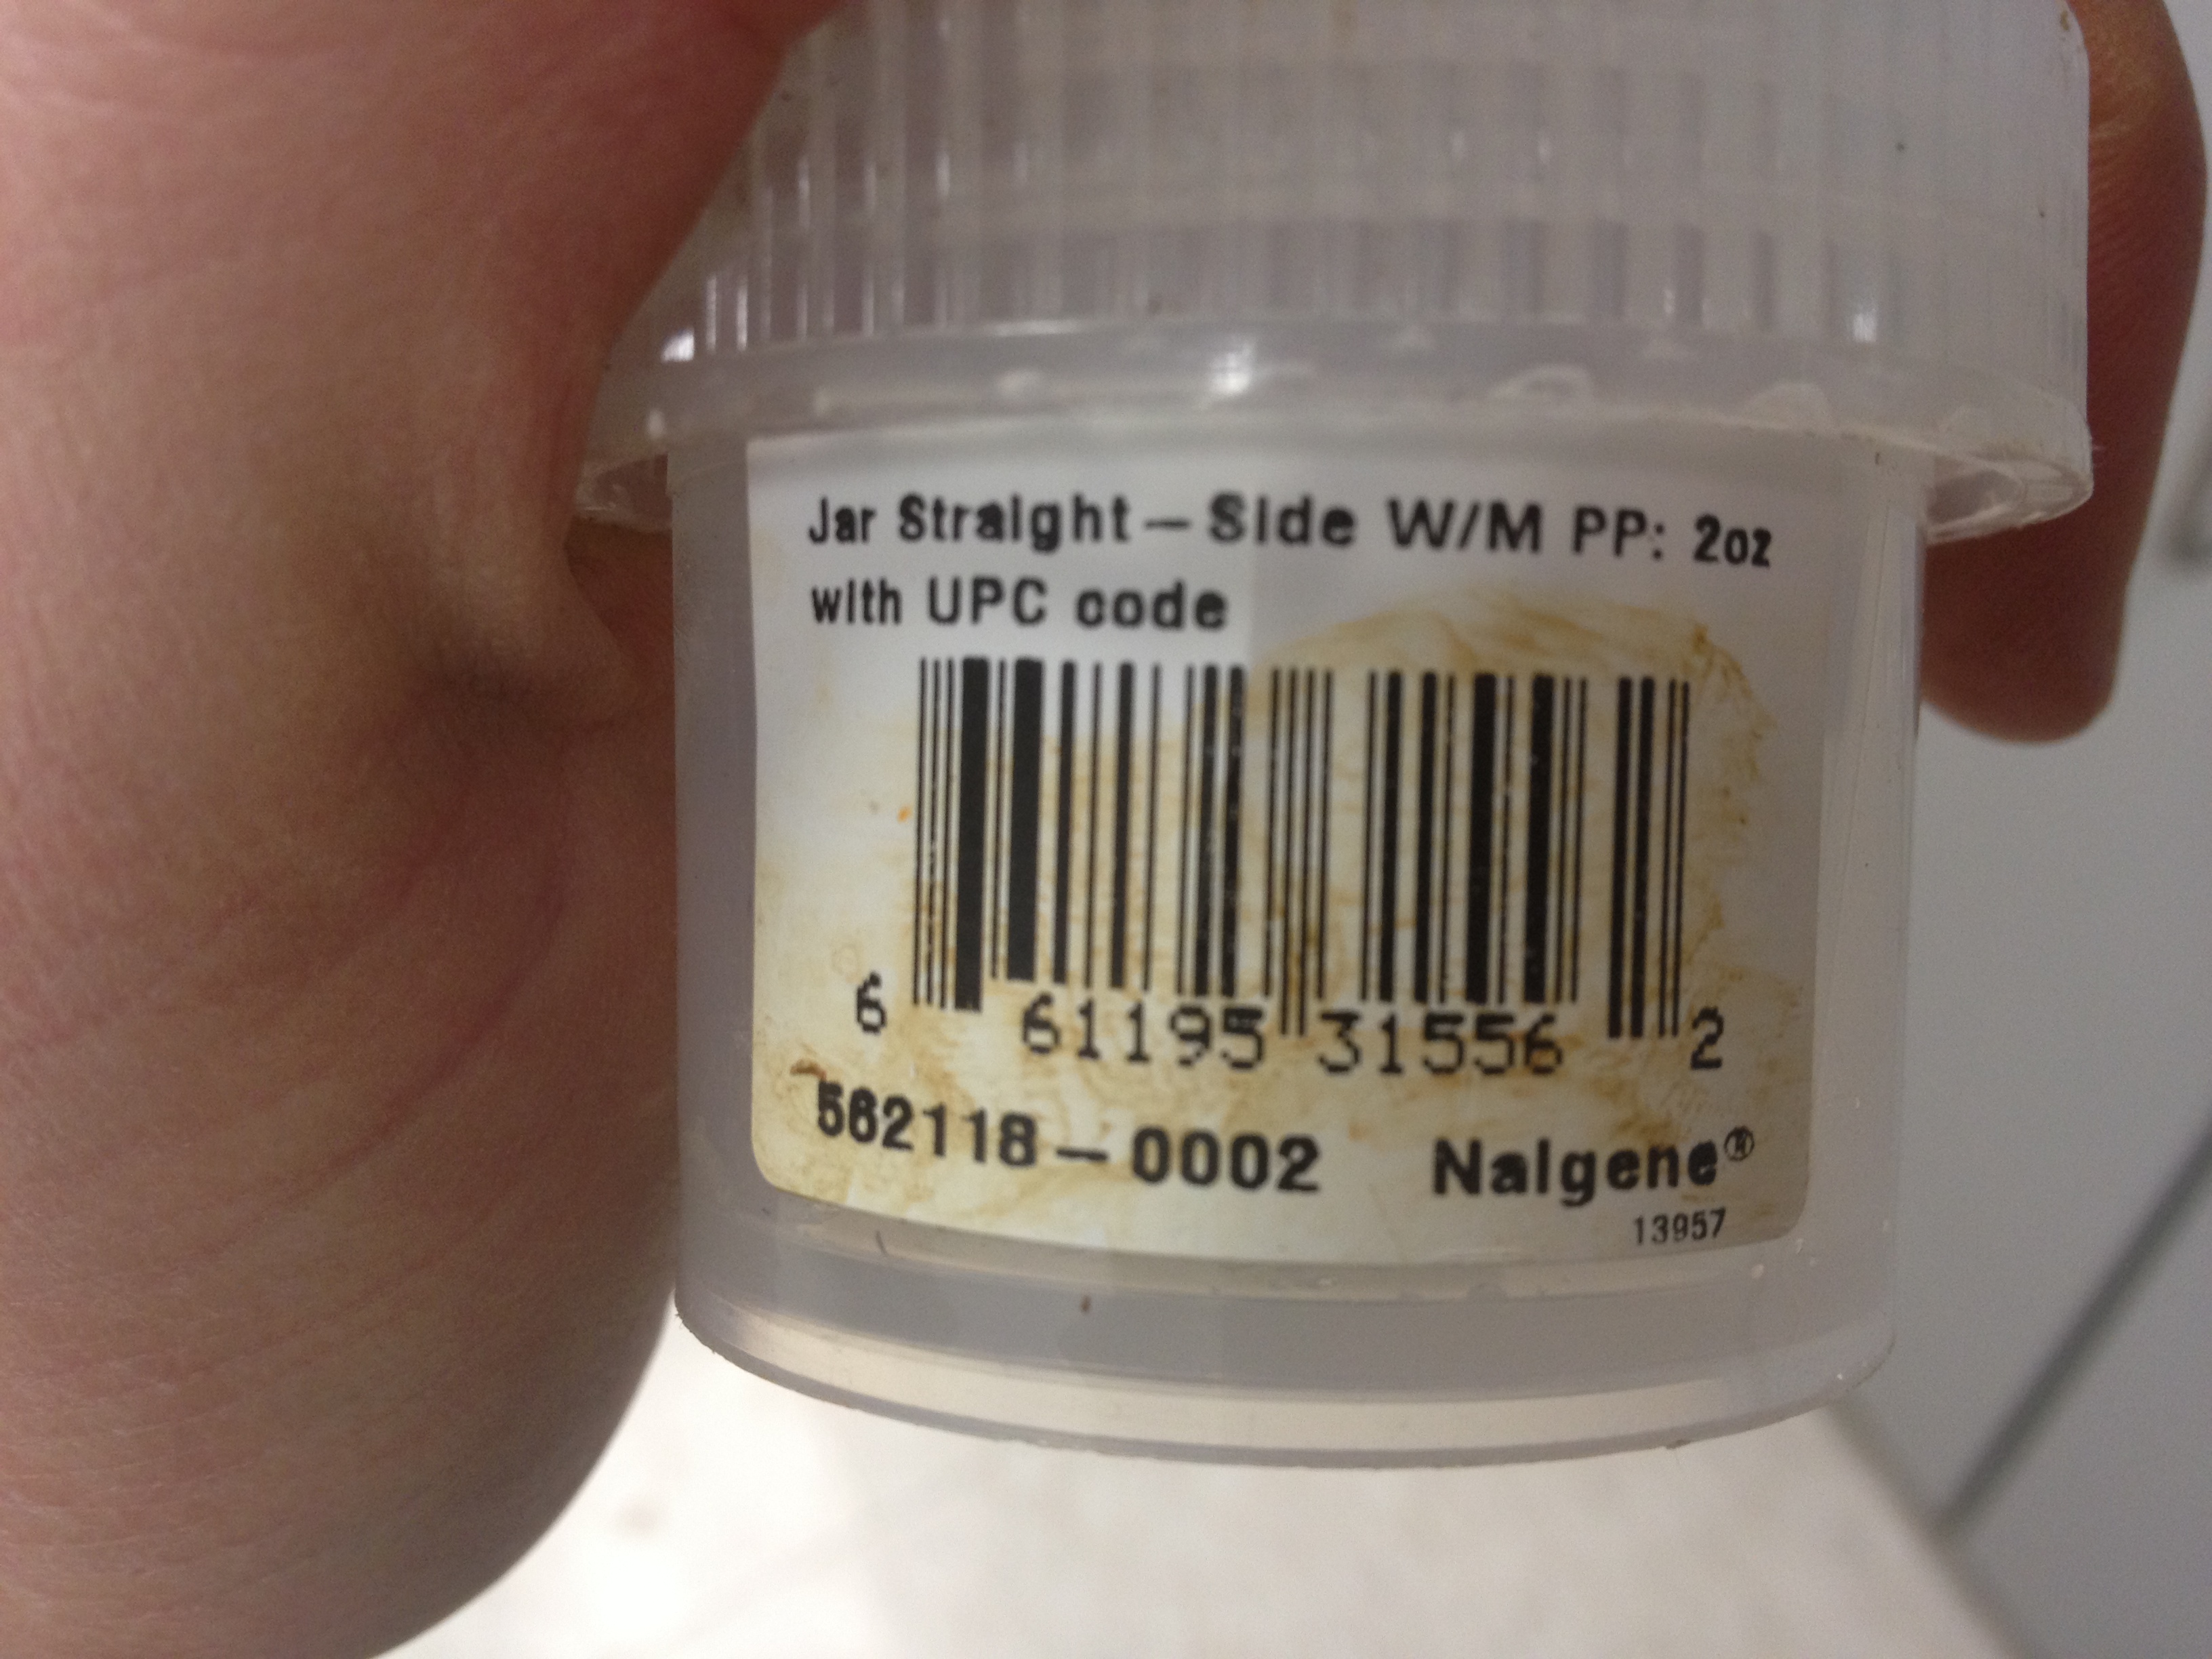 Jar Straight-Side W/M PP: 2oz
with UPC code
6 61195 31556 2
562118-0002 Nalgene®
13957